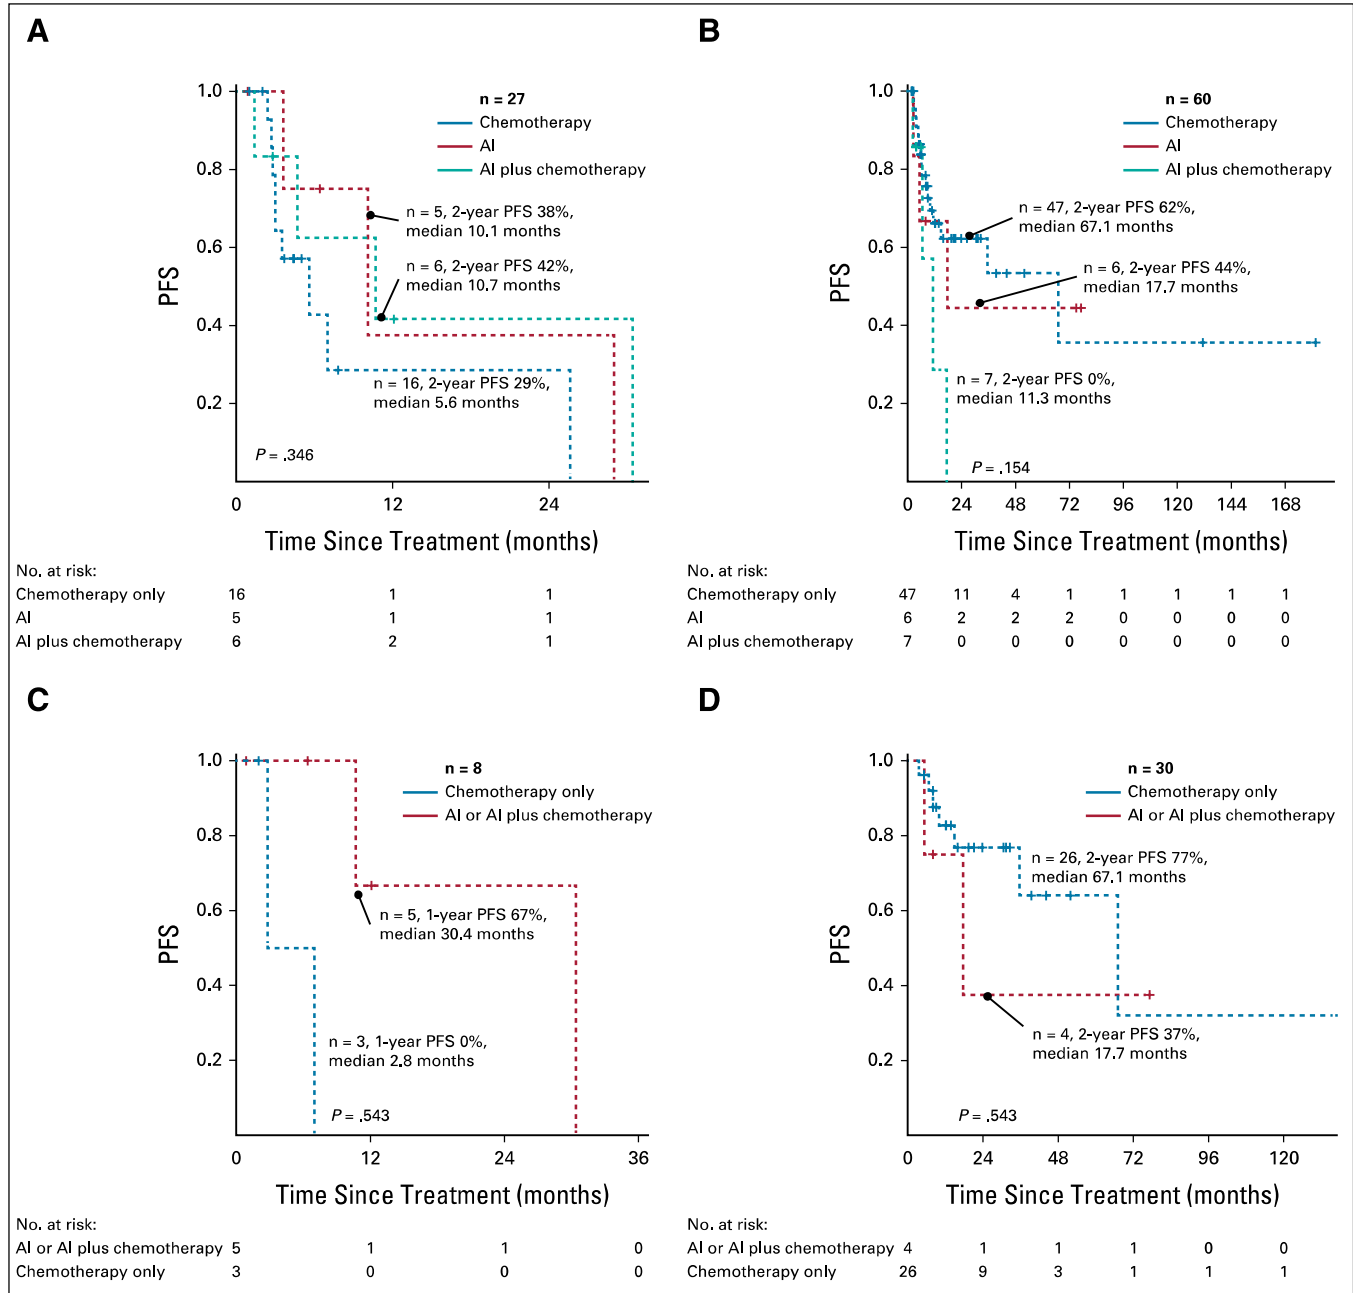 A
n = 27
Chemotherapy
AI
AI plus chemotherapy
1.0
0.8
0.6
0.4
0.2
PFS
n = 5, 2-year PFS 38%,
median 10.1 months
n = 6, 2-year PFS 42%,
median 10.7 months
n = 16, 2-year PFS 29%,
median 5.6 months
P = .346
0 12 24
Time Since Treatment (months)
No. at risk:
Chemotherapy only 16 1 1
AI 5 1 1
AI plus chemotherapy 6 2 1
B
n = 60
Chemotherapy
AI
AI plus chemotherapy
1.0
0.8
0.6
0.4
0.2
PFS
n = 47, 2-year PFS 62%,
median 67.1 months
n = 6, 2-year PFS 44%,
median 17.7 months
n = 7, 2-year PFS 0%,
median 11.3 months
P = .154
0 24 48 72 96 120 144 168
Time Since Treatment (months)
No. at risk:
Chemotherapy only 47 11 4 1 1 1 1 1
AI 6 2 2 2 0 0 0 0
AI plus chemotherapy 7 0 0 0 0 0 0 0
C
n = 8
Chemotherapy only
AI or AI plus chemotherapy
1.0
0.8
0.6
0.4
0.2
PFS
n = 5, 1-year PFS 67%,
median 30.4 months
n = 3, 1-year PFS 0%,
median 2.8 months
P = .543
0 12 24 36
Time Since Treatment (months)
No. at risk:
AI or AI plus chemotherapy 5 1 1 0
Chemotherapy only 3 0 0 0
D
n = 30
Chemotherapy only
AI or AI plus chemotherapy
1.0
0.8
0.6
0.4
0.2
PFS
n = 26, 2-year PFS 77%,
median 67.1 months
n = 4, 2-year PFS 37%,
median 17.7 months
P = .543
0 24 48 72 96 120
Time Since Treatment (months)
No. at risk:
AI or AI plus chemotherapy 4 1 1 1 0 0
Chemotherapy only 26 9 3 1 1 1